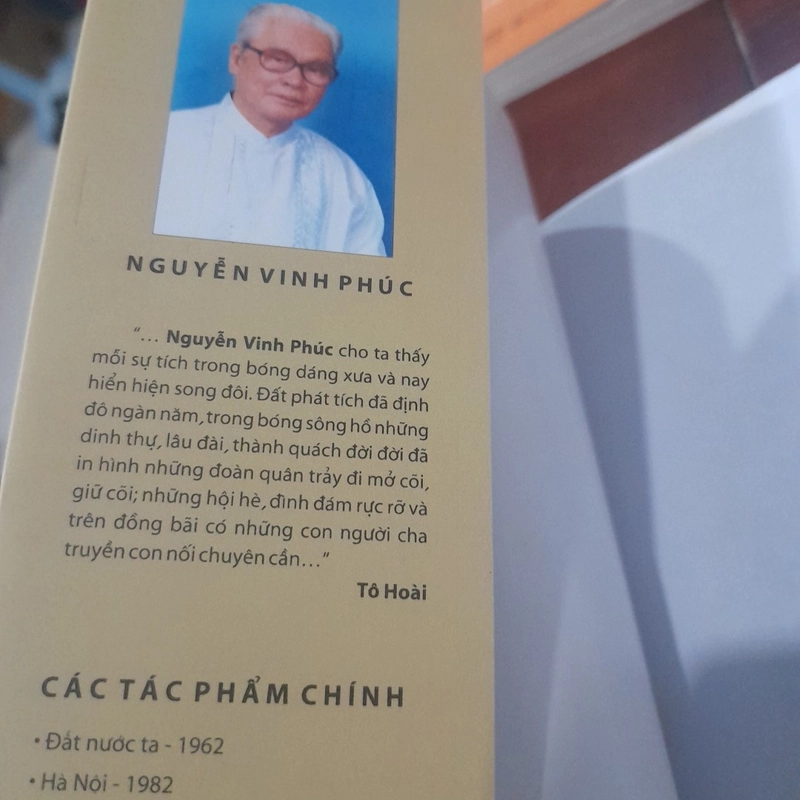 NGUYỄN VINH PHÚC
"... Nguyễn Vinh Phúc cho ta thấy
mỗi sự tích trong bóng dáng xưa và nay
hiển hiện song đôi. Đất phát tích đã định
đô ngàn năm, trong bóng sông hồ những
dinh thự, lâu đài, thành quách đời đời đã
in hình những đoàn quân trảy đi mở cõi,
giữ cõi; những hội hè, đình đám rực rỡ và
trên đồng bãi có những con người cha
truyền con nối chuyên cần..."
Tô Hoài
CÁC TÁC PHẨM CHÍNH
• Đất nước ta - 1962
• Hà Nội - 1982